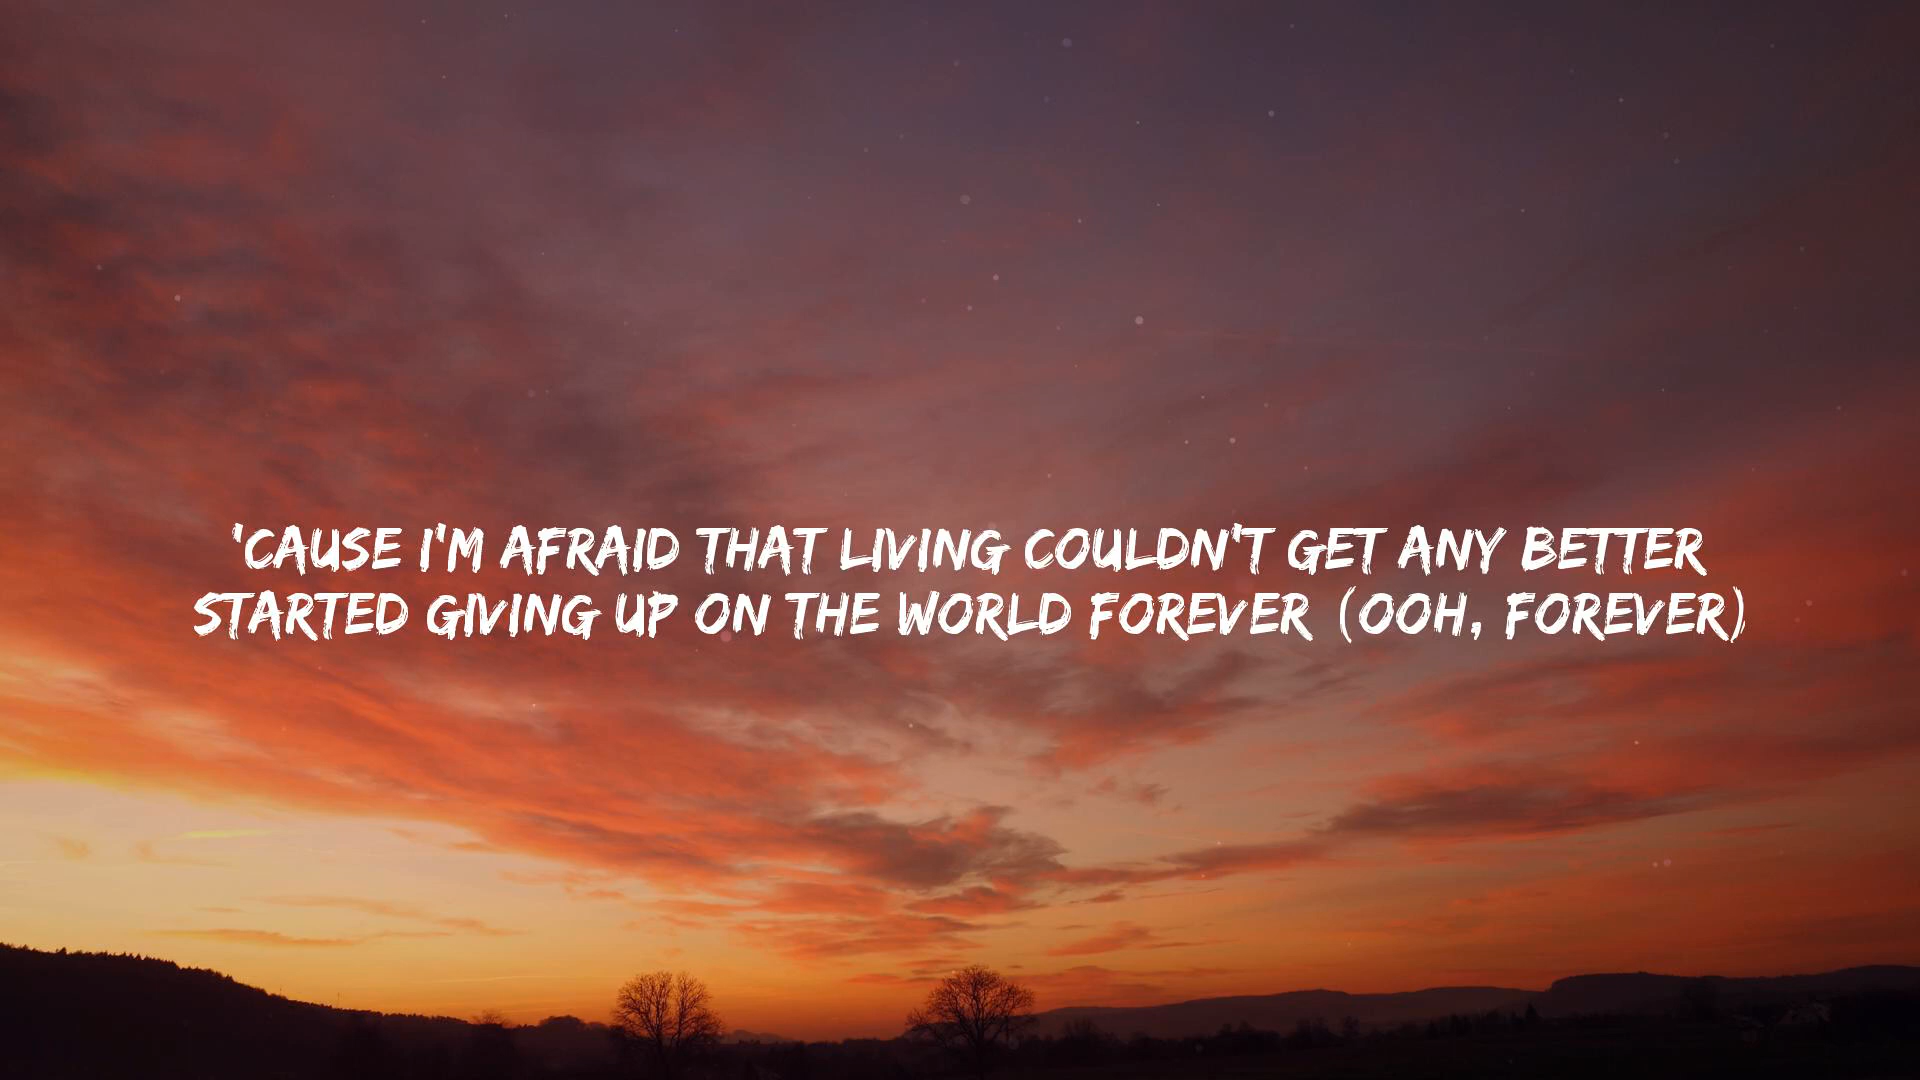 'CAUSE I'M AFRAID THAT LIVING COULDN'T GET ANY BETTER
STARTED GIVING UP ON THE WORLD FOREVER (OOH, FOREVER)